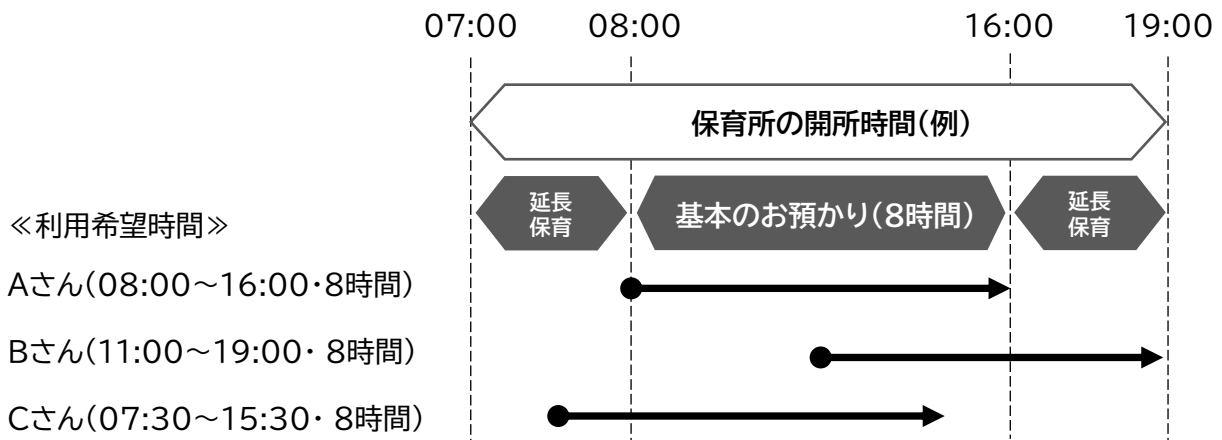 07:00 08:00 16:00 19:00
保育所の開所時間(例)
延長
保育
基本のお預かり(8時間)
延長
保育
≪利用希望時間≫
Aさん(08:00～16:00・8時間)
Bさん(11:00～19:00・ 8時間)
Cさん(07:30～15:30・ 8時間)